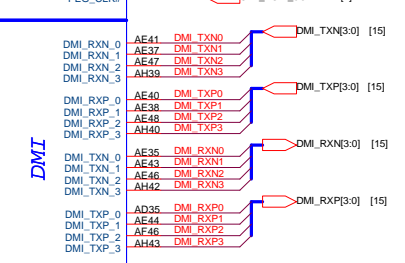 DMI_RXN_0 AE41 DMI_TXN0 DMI_TXN[3:0] [15]
DMI_RXN_1 AE37 DMI_TXN1
DMI_RXN_2 AE47 DMI_TXN2
DMI_RXN_3 AH39 DMI_TXN3
DMI_RXP_0 AE40 DMI_TXP0 DMI_TXP[3:0] [15]
DMI_RXP_1 AE38 DMI_TXP1
DMI_RXP_2 AE48 DMI_TXP2
DMI_RXP_3 AH40 DMI_TXP3
DMI
DMI_TXN_0 AE35 DMI_RXN0 DMI_RXN[3:0] [15]
DMI_TXN_1 AE43 DMI_RXN1
DMI_TXN_2 AE46 DMI_RXN2
DMI_TXN_3 AH42 DMI_RXN3
DMI_TXP_0 AD35 DMI_RXP0 DMI_RXP[3:0] [15]
DMI_TXP_1 AE44 DMI_RXP1
DMI_TXP_2 AF46 DMI_RXP2
DMI_TXP_3 AH43 DMI_RXP3